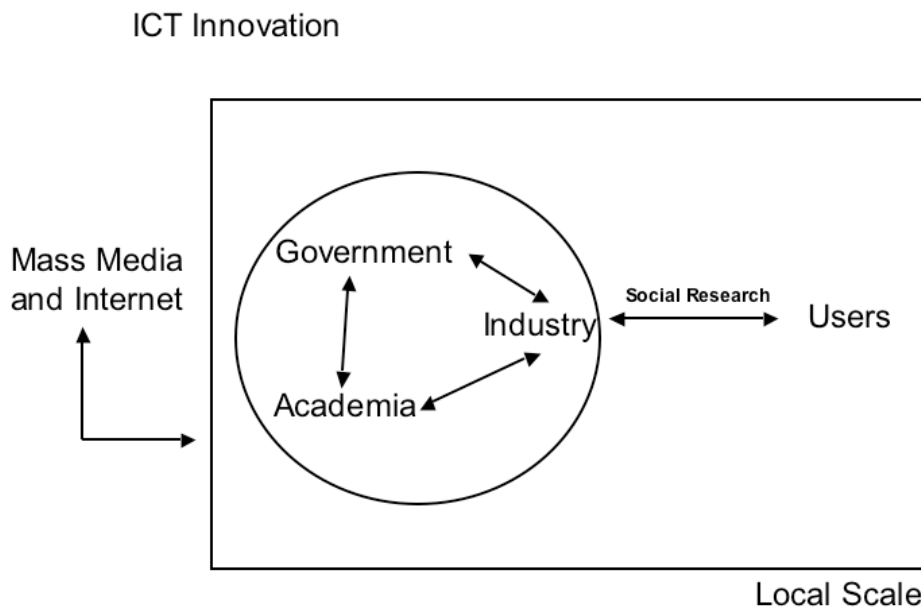 ICT Innovation
Mass Media
and Internet
Government
Industry
Academia
Social Research
Users
Local Scale